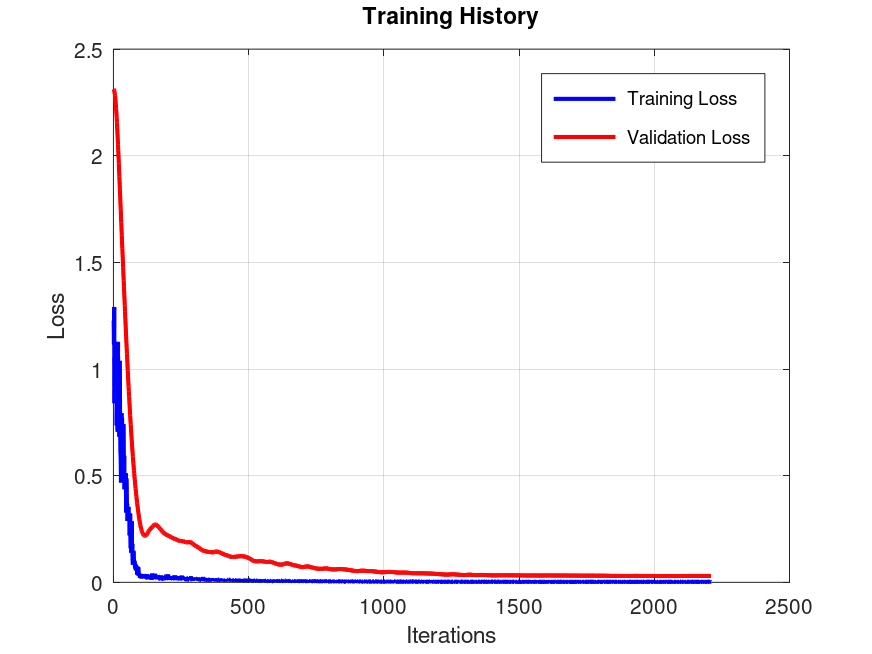 Training History
2.5
2
1.5
1
0.5
0
Loss
Training Loss
Validation Loss
0 500 1000 1500 2000 2500
Iterations